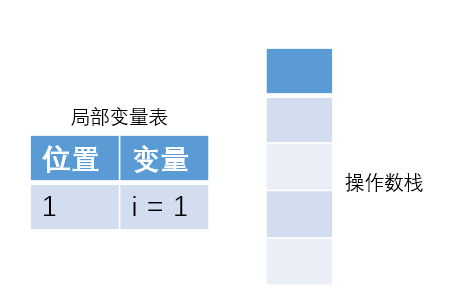 局部变量表
位置 变量
1 i = 1
操作数栈